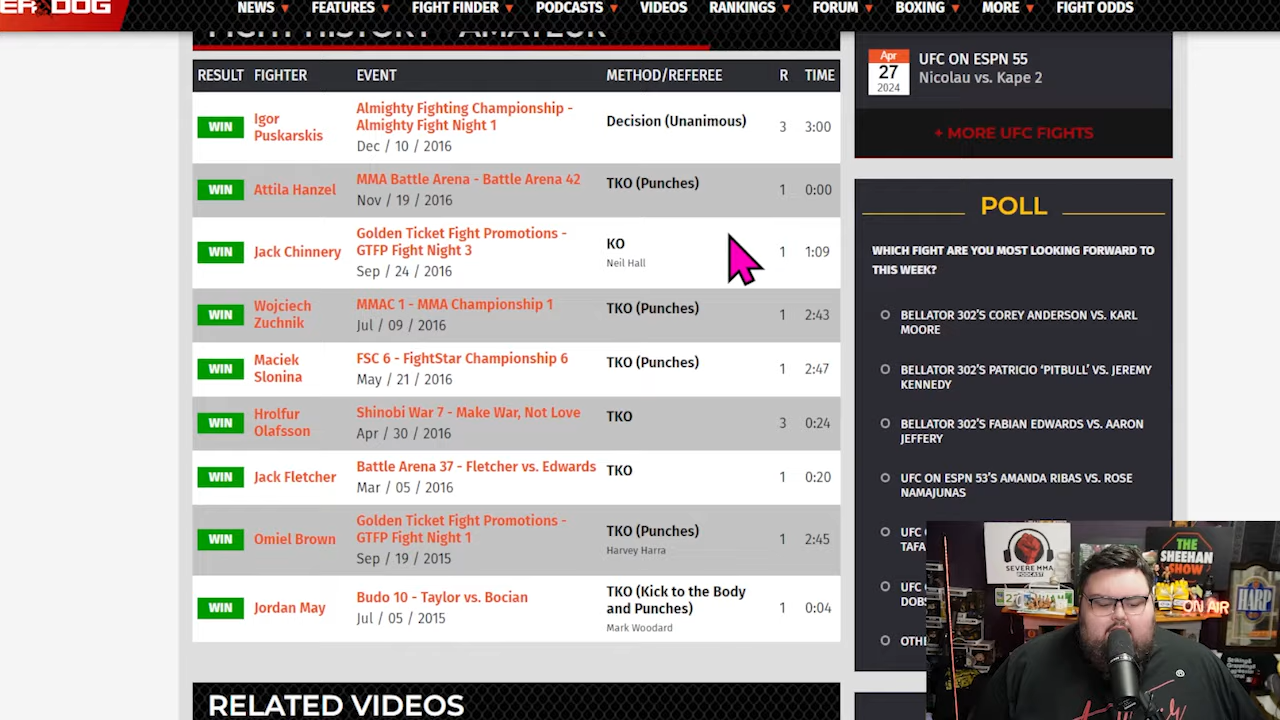 ERDOG
NEWS FEATURES FIGHT FINDER PODCASTS VIDEOS RANKINGS FORUM BOXING MORE FIGHT ODDS
FIGHT HISTORY - AMATEUR
RESULT FIGHTER EVENT METHOD/REFEREE R TIME
WIN Igor Puskarskis Almighty Fighting Championship - Almighty Fight Night 1 Dec / 10 / 2016 Decision (Unanimous) 3 3:00
WIN Attila Hanzel MMA Battle Arena - Battle Arena 42 Nov / 19 / 2016 TKO (Punches) 1 0:00
WIN Jack Chinnery Golden Ticket Fight Promotions - GTFP Fight Night 3 Sep / 24 / 2016 KO Neil Hall 1 1:09
WIN Wojciech Zuchnik MMAC 1 - MMA Championship 1 Jul / 09 / 2016 TKO (Punches) 1 2:43
WIN Maciek Slonina FSC 6 - FightStar Championship 6 May / 21 / 2016 TKO (Punches) 1 2:47
WIN Hrolfur Olafsson Shinobi War 7 - Make War, Not Love Apr / 30 / 2016 TKO 3 0:24
WIN Jack Fletcher Battle Arena 37 - Fletcher vs. Edwards Mar / 05 / 2016 TKO 1 0:20
WIN Omiel Brown Golden Ticket Fight Promotions - GTFP Fight Night 1 Sep / 19 / 2015 TKO (Punches) Harvey Harra 1 2:45
WIN Jordan May Budo 10 - Taylor vs. Bocian Jul / 05 / 2015 TKO (Kick to the Body and Punches) Mark Woodard 1 0:04
RELATED VIDEOS
Apr
27
2024
UFC ON ESPN 55
Nicolau vs. Kape 2
+ MORE UFC FIGHTS
POLL
WHICH FIGHT ARE YOU MOST LOOKING FORWARD TO
THIS WEEK?
BELLATOR 302'S COREY ANDERSON VS. KARL
MOORE
BELLATOR 302'S PATRICIO 'PITBULL' VS. JEREMY
KENNEDY
BELLATOR 302'S FABIAN EDWARDS VS. AARON
JEFFERY
UFC ON ESPN 53'S AMANDA RIBAS VS. ROSE
NAMAJUNAS
UFC
TAFA
UFC
DOBS
OTH
SEVERE MMA
PODCAST
THE
SHEEHAN
SHOW
ON AIR
HARP